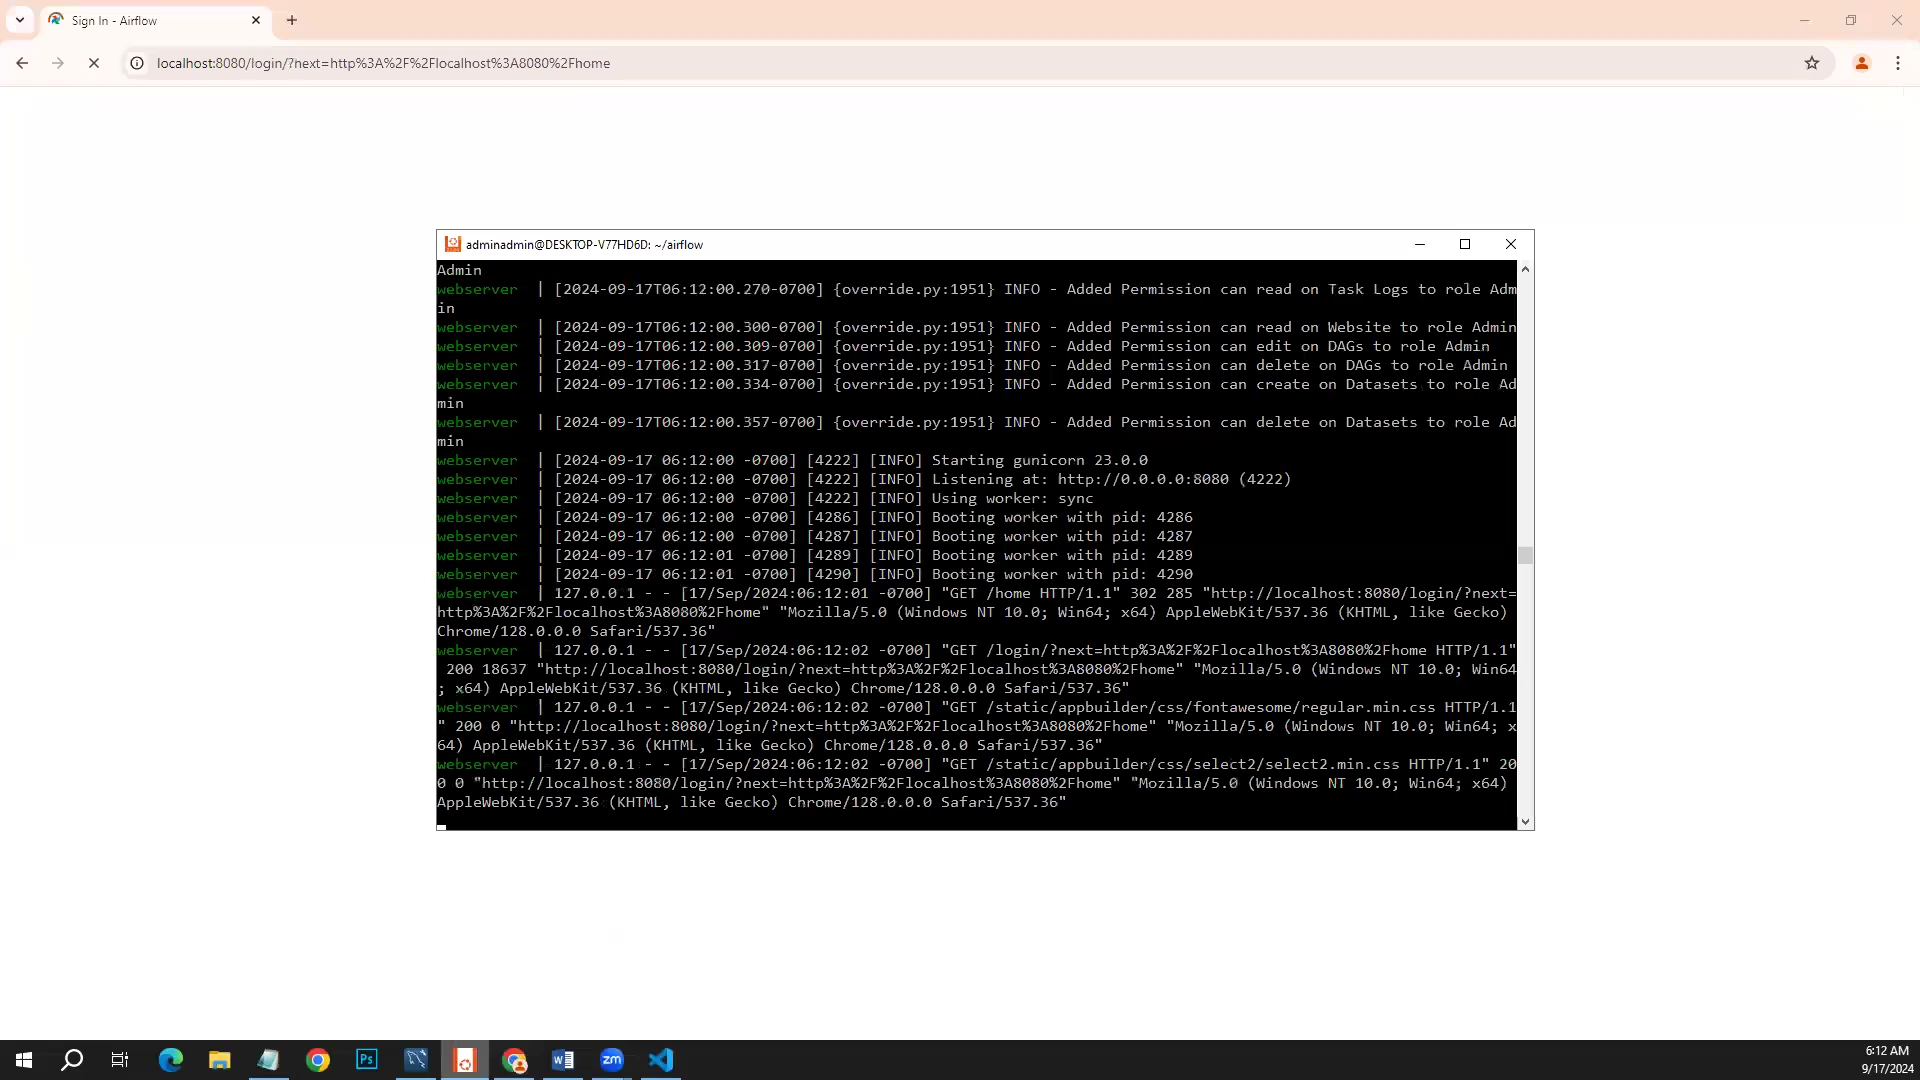 Sign In - Airflow
localhost:8080/login/?next=http%3A%2F%2Flocalhost%3A8080%2Fhome
adminadmin@DESKTOP-V77HD6D: ~/airflow
Admin
webserver  | [2024-09-17T06:12:00.270-0700] {override.py:1951} INFO - Added Permission can read on Task Logs to role Adm
in
webserver  | [2024-09-17T06:12:00.300-0700] {override.py:1951} INFO - Added Permission can read on Website to role Admin
webserver  | [2024-09-17T06:12:00.309-0700] {override.py:1951} INFO - Added Permission can edit on DAGs to role Admin
webserver  | [2024-09-17T06:12:00.317-0700] {override.py:1951} INFO - Added Permission can delete on DAGs to role Admin
webserver  | [2024-09-17T06:12:00.334-0700] {override.py:1951} INFO - Added Permission can create on Datasets to role Ad
min
webserver  | [2024-09-17T06:12:00.357-0700] {override.py:1951} INFO - Added Permission can delete on Datasets to role Ad
min
webserver  | [2024-09-17 06:12:00 -0700] [4222] [INFO] Starting gunicorn 23.0.0
webserver  | [2024-09-17 06:12:00 -0700] [4222] [INFO] Listening at: http://0.0.0.0:8080 (4222)
webserver  | [2024-09-17 06:12:00 -0700] [4222] [INFO] Using worker: sync
webserver  | [2024-09-17 06:12:00 -0700] [4286] [INFO] Booting worker with pid: 4286
webserver  | [2024-09-17 06:12:00 -0700] [4287] [INFO] Booting worker with pid: 4287
webserver  | [2024-09-17 06:12:01 -0700] [4289] [INFO] Booting worker with pid: 4289
webserver  | [2024-09-17 06:12:01 -0700] [4290] [INFO] Booting worker with pid: 4290
webserver  | 127.0.0.1 - - [17/Sep/2024:06:12:01 -0700] "GET /home HTTP/1.1" 302 285 "http://localhost:8080/login/?next=
http%3A%2F%2Flocalhost%3A8080%2Fhome" "Mozilla/5.0 (Windows NT 10.0; Win64; x64) AppleWebKit/537.36 (KHTML, like Gecko)
Chrome/128.0.0.0 Safari/537.36"
webserver  | 127.0.0.1 - - [17/Sep/2024:06:12:02 -0700] "GET /login/?next=http%3A%2F%2Flocalhost%3A8080%2Fhome HTTP/1.1"
 200 18637 "http://localhost:8080/login/?next=http%3A%2F%2Flocalhost%3A8080%2Fhome" "Mozilla/5.0 (Windows NT 10.0; Win64
; x64) AppleWebKit/537.36 (KHTML, like Gecko) Chrome/128.0.0.0 Safari/537.36"
webserver  | 127.0.0.1 - - [17/Sep/2024:06:12:02 -0700] "GET /static/appbuilder/css/fontawesome/regular.min.css HTTP/1.1
" 200 0 "http://localhost:8080/login/?next=http%3A%2F%2Flocalhost%3A8080%2Fhome" "Mozilla/5.0 (Windows NT 10.0; Win64; x
64) AppleWebKit/537.36 (KHTML, like Gecko) Chrome/128.0.0.0 Safari/537.36"
webserver  | 127.0.0.1 - - [17/Sep/2024:06:12:02 -0700] "GET /static/appbuilder/css/select2/select2.min.css HTTP/1.1" 20
0 0 "http://localhost:8080/login/?next=http%3A%2F%2Flocalhost%3A8080%2Fhome" "Mozilla/5.0 (Windows NT 10.0; Win64; x64)
AppleWebKit/537.36 (KHTML, like Gecko) Chrome/128.0.0.0 Safari/537.36"
Ps
W
zm
6:12 AM
9/17/2024